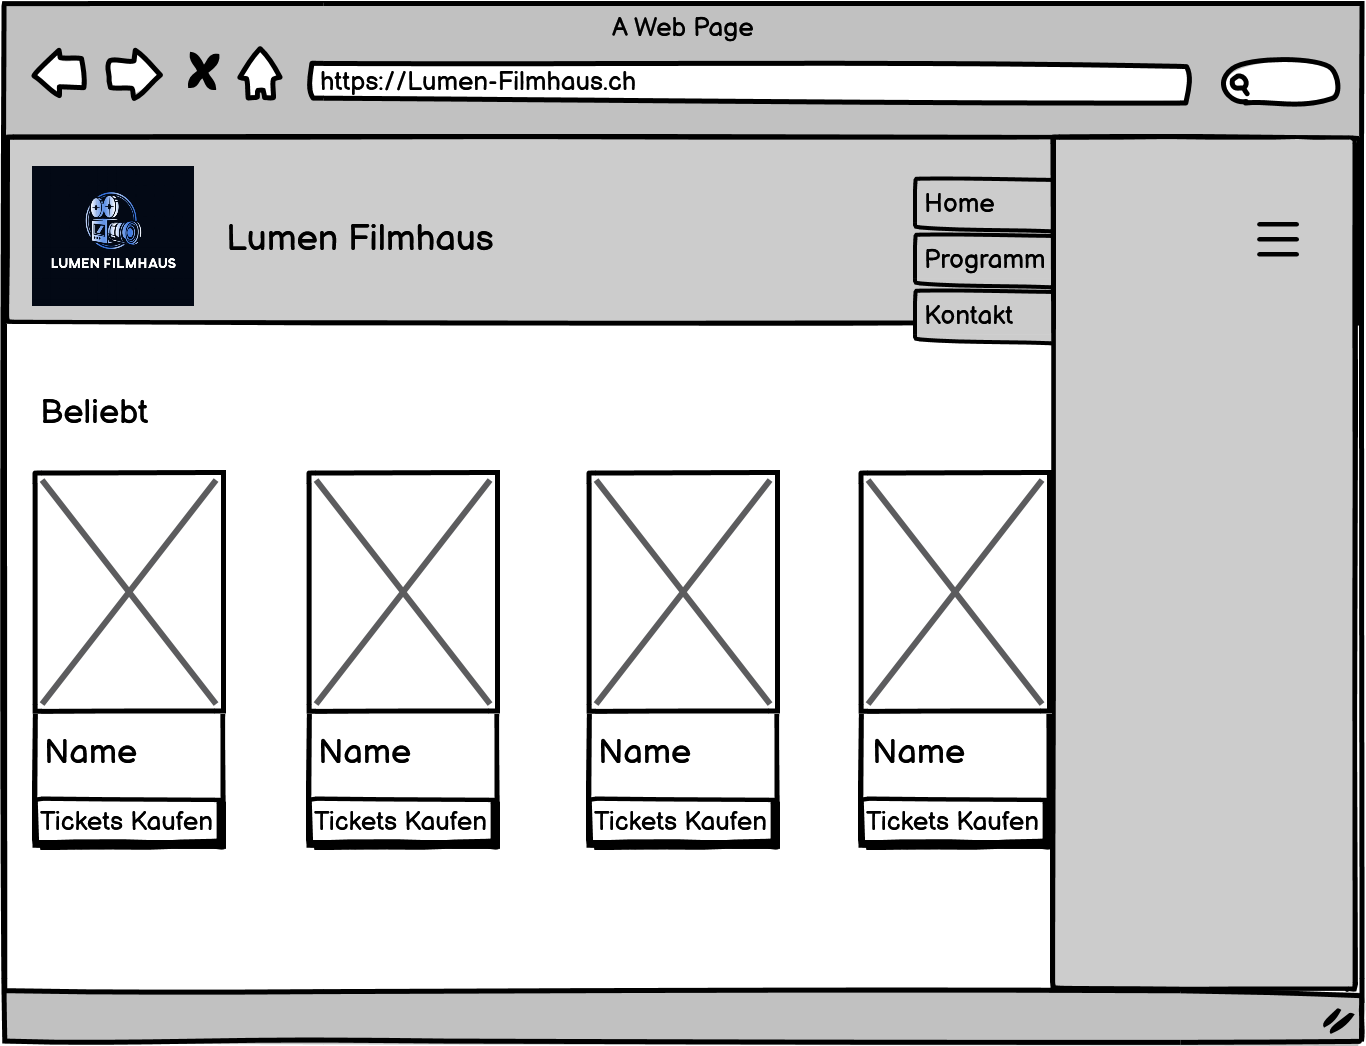 A Web Page
https://Lumen-Filmhaus.ch
LUMEN FILMHAUS
Lumen Filmhaus
Home
Programm
Kontakt
Beliebt
Name
Name
Name
Name
Tickets Kaufen
Tickets Kaufen
Tickets Kaufen
Tickets Kaufen